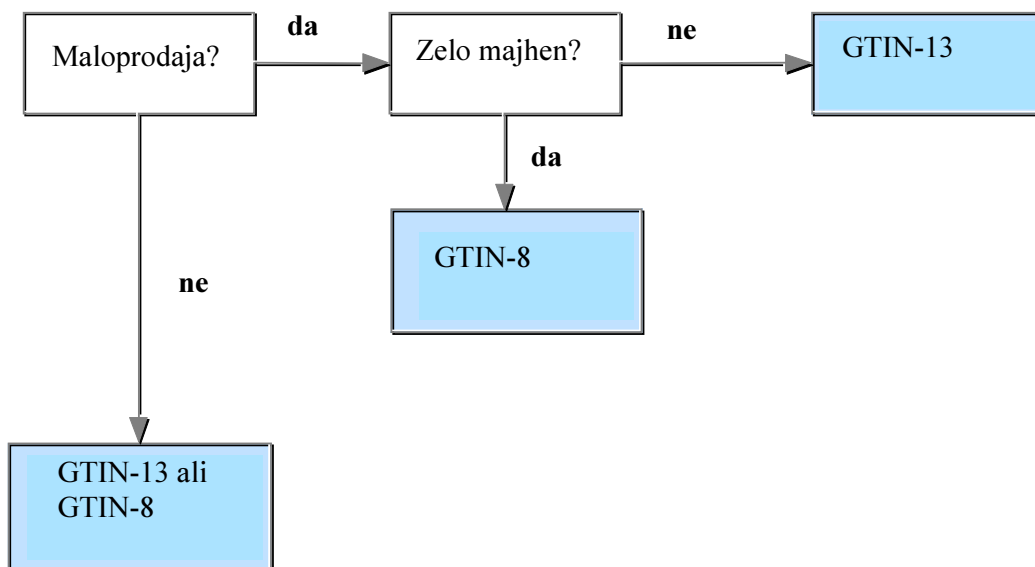 Maloprodaja?
da
Zelo majhen?
ne
GTIN-13
da
GTIN-8
ne
GTIN-13 ali
GTIN-8